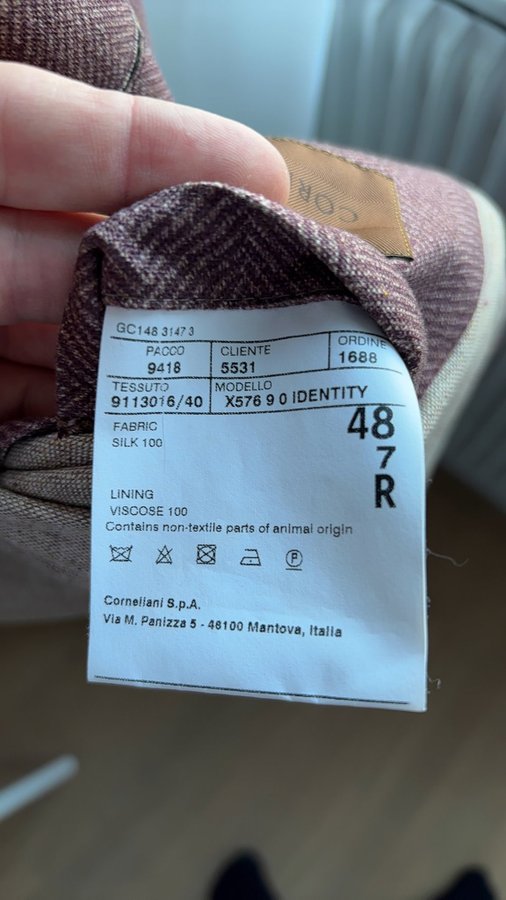 COR
GC148 3147 3
PACCO CLIENTE ORDINE
9418 5531 1688
TESSUTO MODELLO
9113016/40 X576 9 0 IDENTITY
48
7
R
FABRIC
SILK 100
LINING
VISCOSE 100
Contains non-textile parts of animal origin
P
Corneliani S.p.A.
Via M. Panizza 5 - 46100 Mantova, Italia